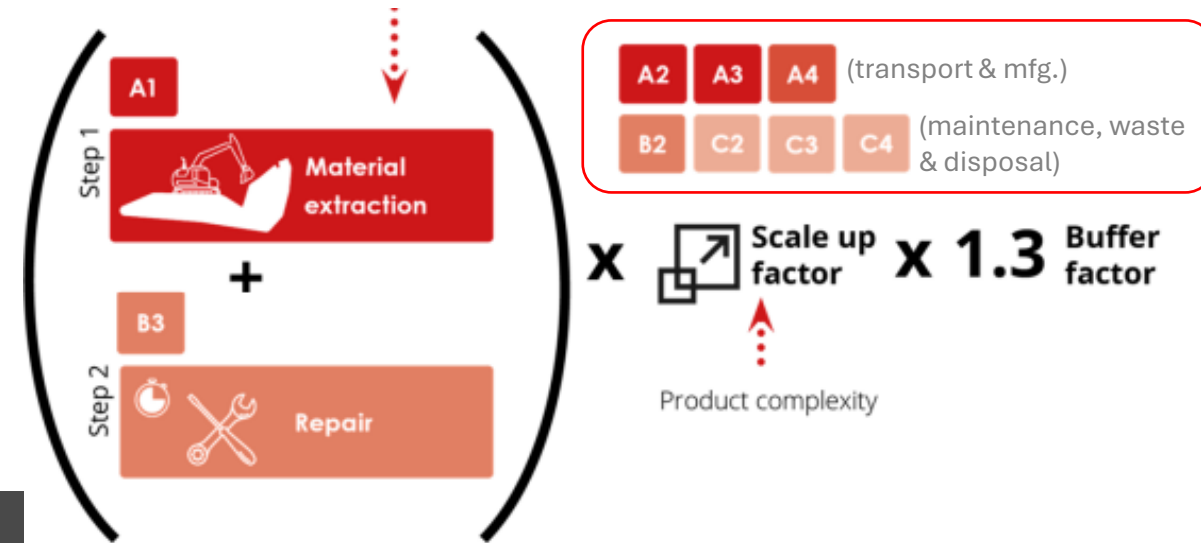 A1
Step 1
Material
extraction
+
B3
Step 2
Repair
A2 A3 A4 (transport & mfg.)
B2 C2 C3 C4 (maintenance, waste
& disposal)
x Scale up
factor x 1.3 Buffer
factor
Product complexity